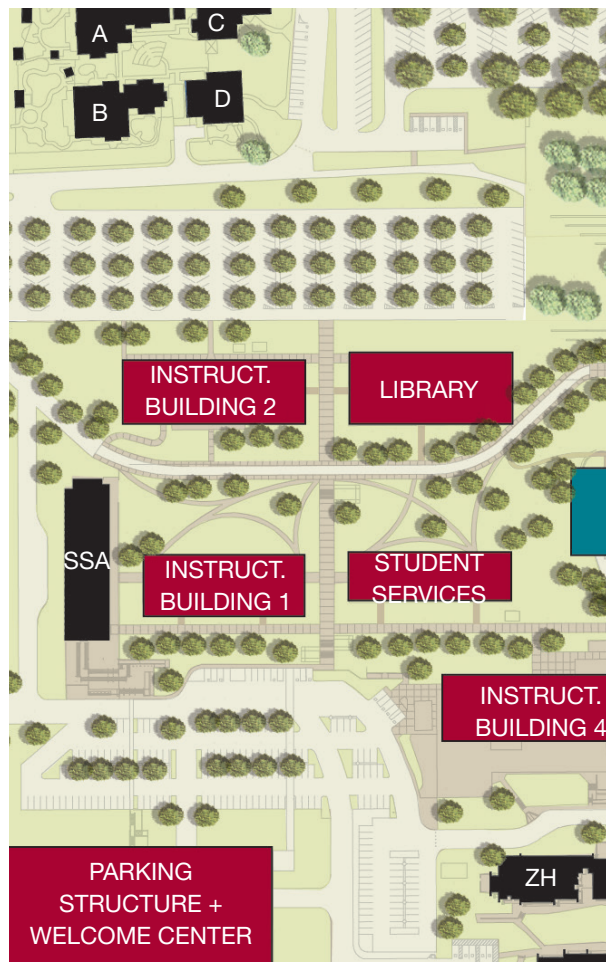 A
C
B
D
INSTRUCT.
BUILDING 2
LIBRARY
SSA
INSTRUCT.
BUILDING 1
STUDENT
SERVICES
INSTRUCT.
BUILDING 4
PARKING
STRUCTURE +
WELCOME CENTER
ZH